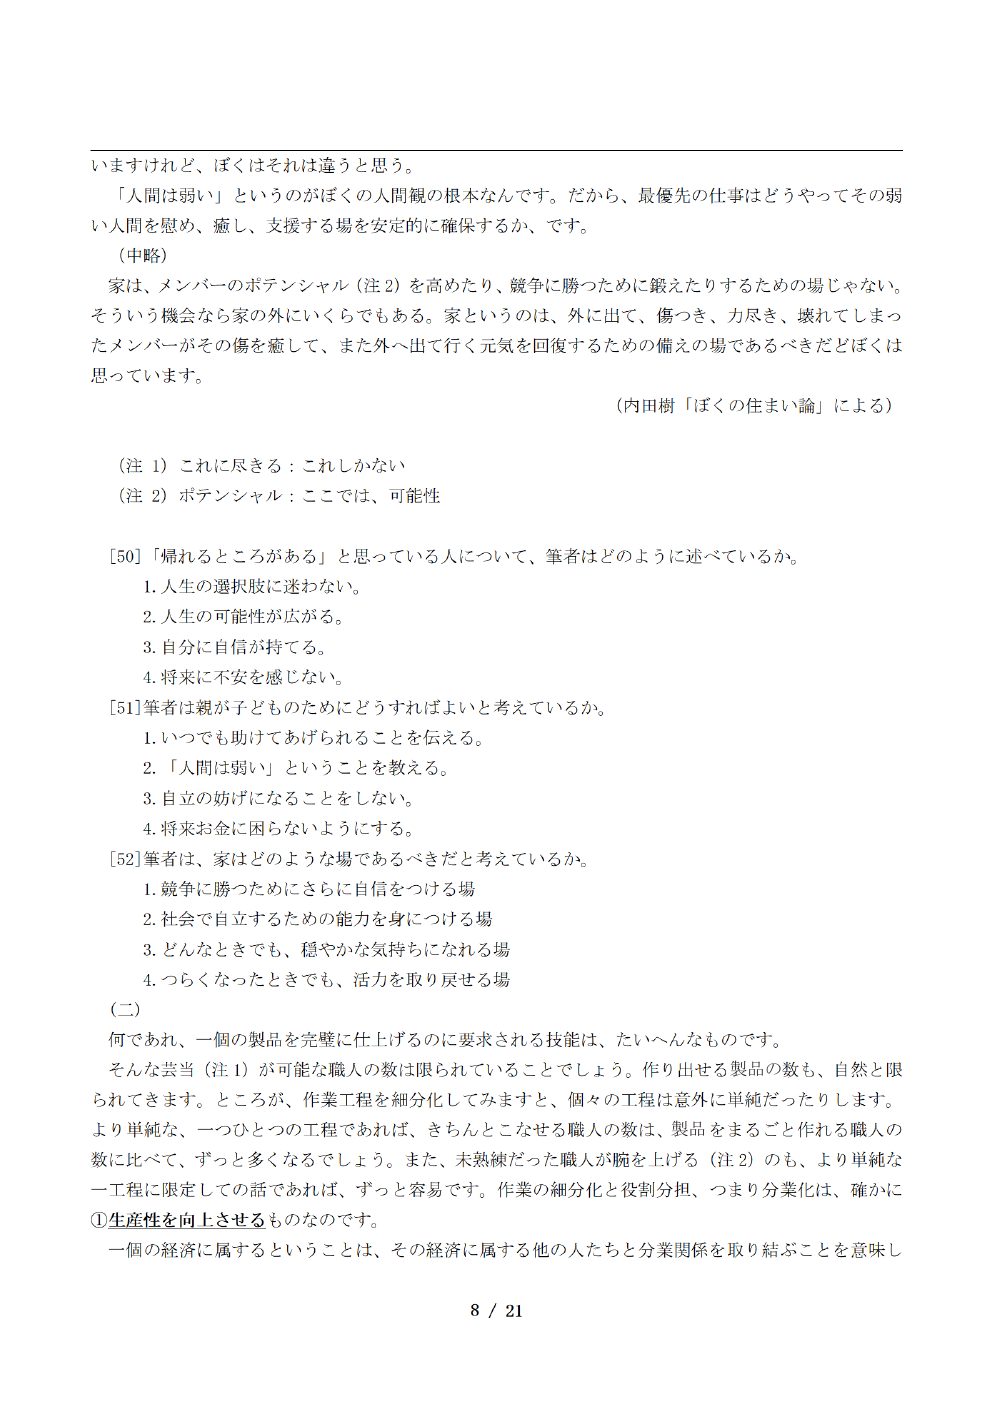 いますけれど、ぼくはそれは違うと思う。
「人間は弱い」というのがぼくの人間観の根本なんです。だから、最優先の仕事はどうやってその弱
い人間を慰め、癒し、支援する場を安定的に確保するか、です。
（中略）
家は、メンバーのポテンシャル（注2）を高めたり、競争に勝つために鍛えたりするための場じゃない。
そういう機会なら家の外にいくらでもある。家というのは、外に出て、傷つき、力尽き、壊れてしまっ
たメンバーがその傷を癒して、また外へ出て行く元気を回復するための備えの場であるべきだどぼくは
思っています。
（内田樹「ぼくの住まい論」による）
（注 1）これに尽きる：これしかない
（注 2）ポテンシャル：ここでは、可能性
[50]「帰れるところがある」と思っている人について、筆者はどのように述べているか。
1.人生の選択肢に迷わない。
2.人生の可能性が広がる。
3.自分に自信が持てる。
4.将来に不安を感じない。
[51]筆者は親が子どものためにどうすればよいと考えているか。
1.いつでも助けてあげられることを伝える。
2.「人間は弱い」ということを教える。
3.自立の妨げになることをしない。
4.将来お金に困らないようにする。
[52]筆者は、家はどのような場であるべきだと考えているか。
1.競争に勝つためにさらに自信をつける場
2.社会で自立するための能力を身につける場
3.どんなときでも、穏やかな気持ちになれる場
4.つらくなったときでも、活力を取り戻せる場
（二）
何であれ、一個の製品を完璧に仕上げるのに要求される技能は、たいへんなものです。
そんな芸当（注1）が可能な職人の数は限られていることでしょう。作り出せる製品の数も、自然と限
られてきます。ところが、作業工程を細分化してみますと、個々の工程は意外に単純だったりします。
より単純な、一つひとつの工程であれば、きちんとこなせる職人の数は、製品をまるごと作れる職人の
数に比べて、ずっと多くなるでしょう。また、未熟練だった職人が腕を上げる（注2）のも、より単純な
一工程に限定しての話であれば、ずっと容易です。作業の細分化と役割分担、つまり分業化は、確かに
①生産性を向上させるものなのです。
一個の経済に属するということは、その経済に属する他の人たちと分業関係を取り結ぶことを意味し
8 / 21